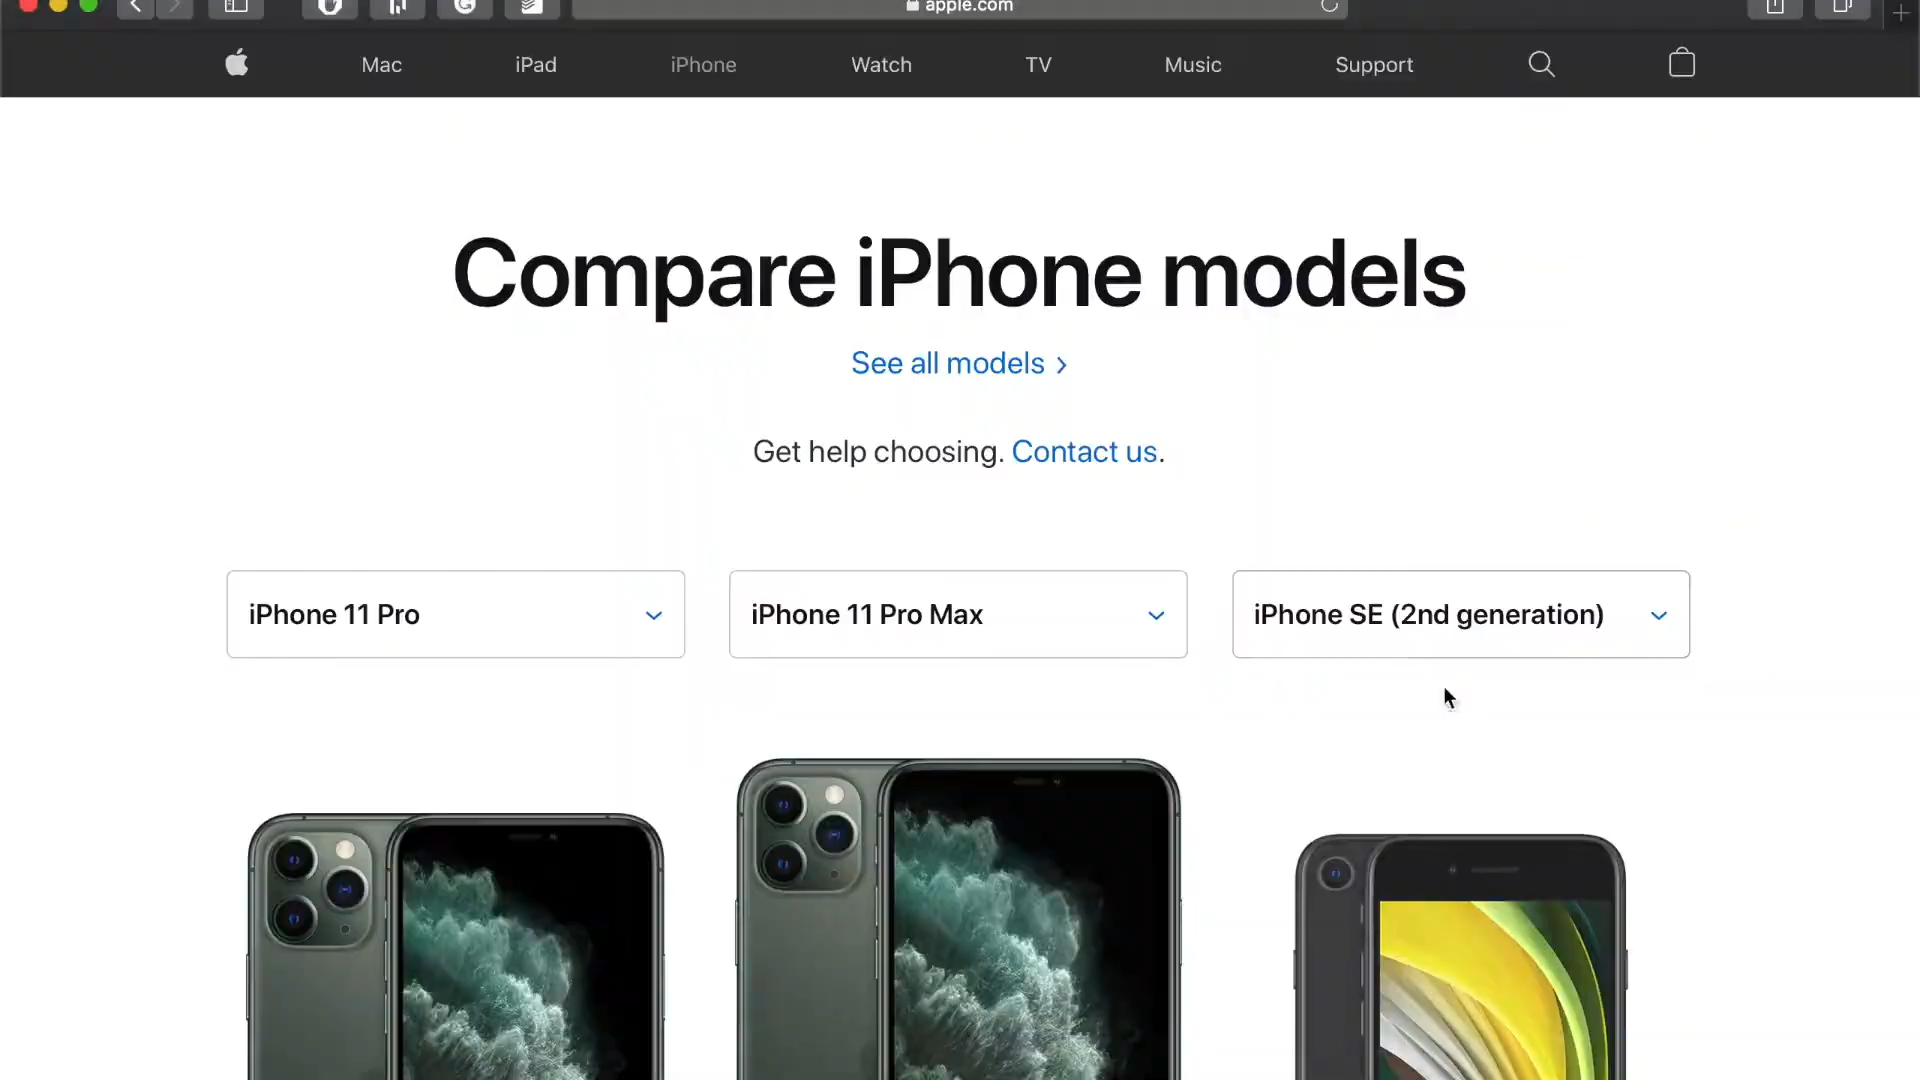 apple.com
Mac iPad iPhone Watch TV Music Support
Compare iPhone models
See all models >
Get help choosing. Contact us.
iPhone 11 Pro
iPhone 11 Pro Max
iPhone SE (2nd generation)